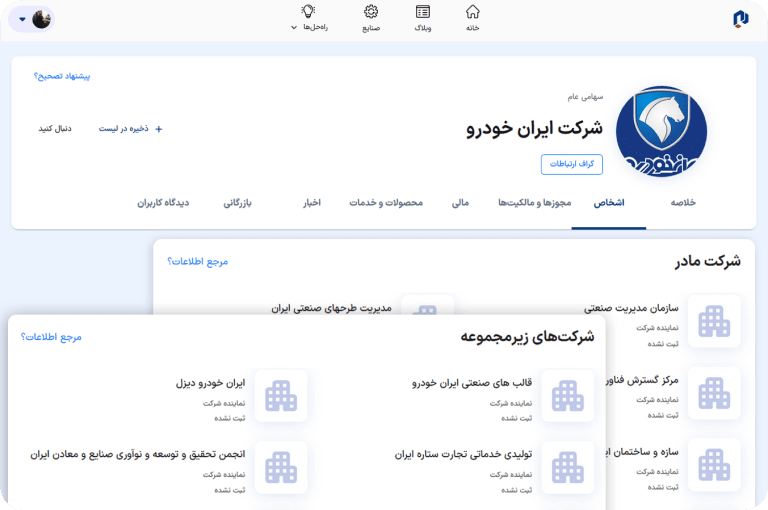 خانه
وبلاگ
صنایع
راه‌حل‌ها
پیشنهاد تصحیح؟
سهامی عام
شرکت ایران خودرو
+ ذخیره در لیست
دنبال کنید
گراف ارتباطات
خلاصه
اشخاص
مجوزها و مالکیت‌ها
مالی
محصولات و خدمات
اخبار
بازرگانی
دیدگاه کاربران
شرکت مادر
مرجع اطلاعات؟
سازمان مدیریت صنعتی
نماینده شرکت
ثبت نشده
مدیریت طرحهای صنعتی ایران
مرکز گسترش
نماینده شرکت
ثبت نشده
سازه و ساختمان
نماینده شرکت
ثبت نشده
شرکت‌های زیرمجموعه
مرجع اطلاعات؟
قالب های صنعتی ایران خودرو
نماینده شرکت
ثبت نشده
ایران خودرو دیزل
نماینده شرکت
ثبت نشده
تولیدی خدماتی تجارت ستاره ایران
نماینده شرکت
ثبت نشده
انجمن تحقیق و توسعه و نوآوری صنایع و معادن ایران
نماینده شرکت
ثبت نشده